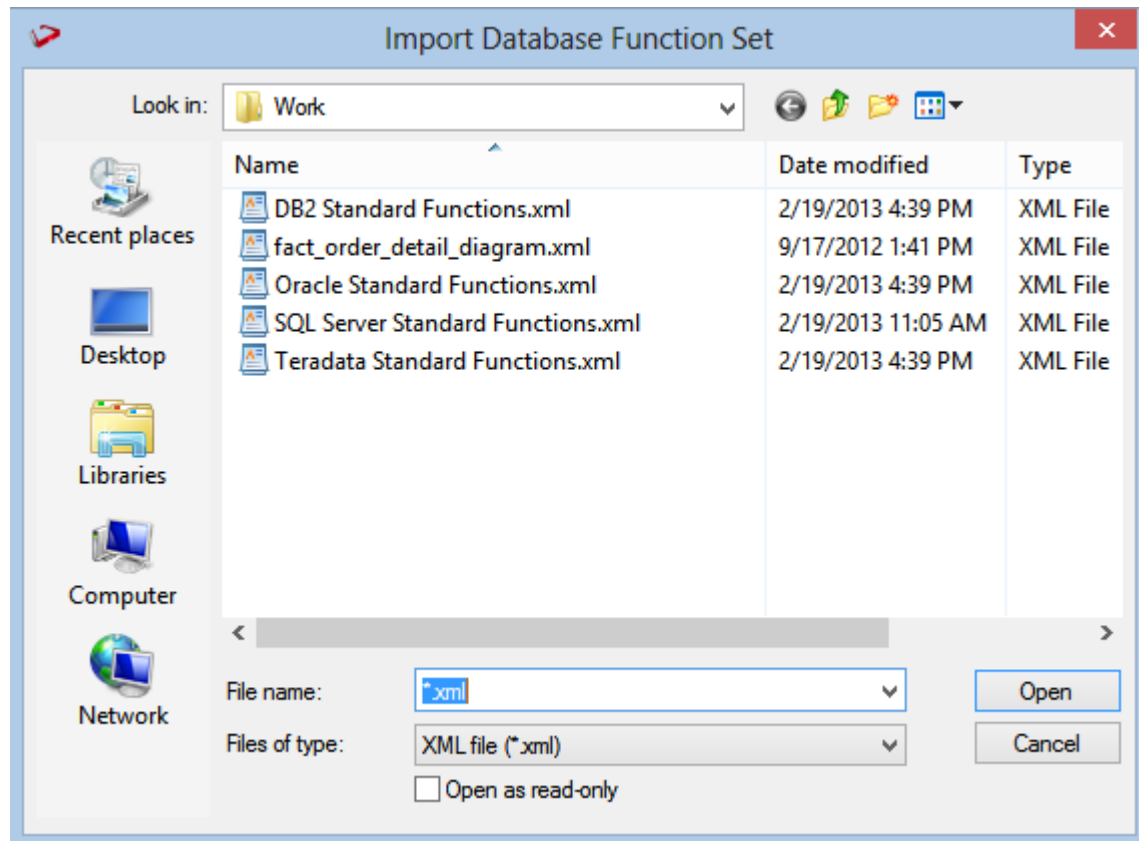 Import Database Function Set
Look in: Work
Name Date modified Type
DB2 Standard Functions.xml 2/19/2013 4:39 PM XML File
fact_order_detail_diagram.xml 9/17/2012 1:41 PM XML File
Oracle Standard Functions.xml 2/19/2013 4:39 PM XML File
SQL Server Standard Functions.xml 2/19/2013 11:05 AM XML File
Teradata Standard Functions.xml 2/19/2013 4:39 PM XML File
Recent places
Desktop
Libraries
Computer
Network
File name: *.xml Open
Files of type: XML file (*.xml) Cancel
Open as read-only